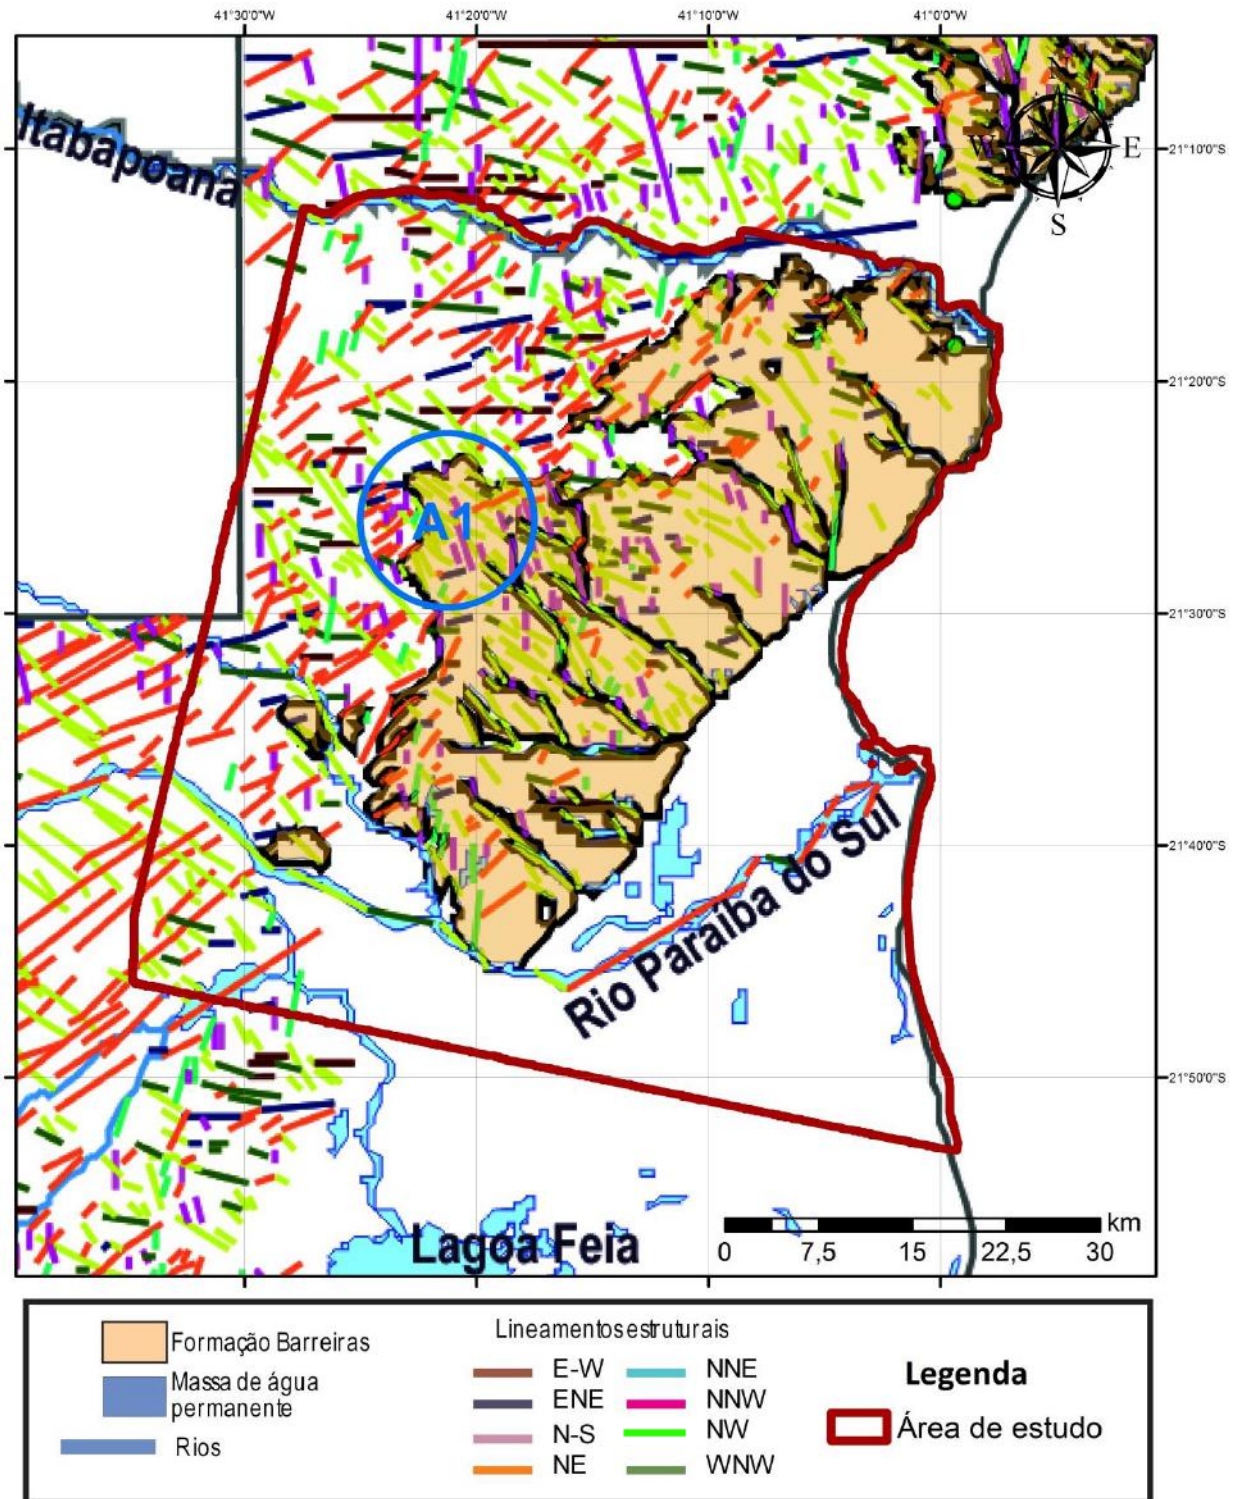 41°30'0"W 41°20'0"W 41°10'0"W 41°0'0"W
Itabapoana
N
W E
S
21°10'0"S
21°20'0"S
A1
21°30'0"S
21°40'0"S
Rio Paraíba do Sul
21°50'0"S
Lagoa Feia
km
0 7,5 15 22,5 30
Formação Barreiras
Massa de água
permanente
Rios
Lineamentos estruturais
E-W
ENE
N-S
NE
NNE
NNW
NW
WNW
Legenda
Área de estudo